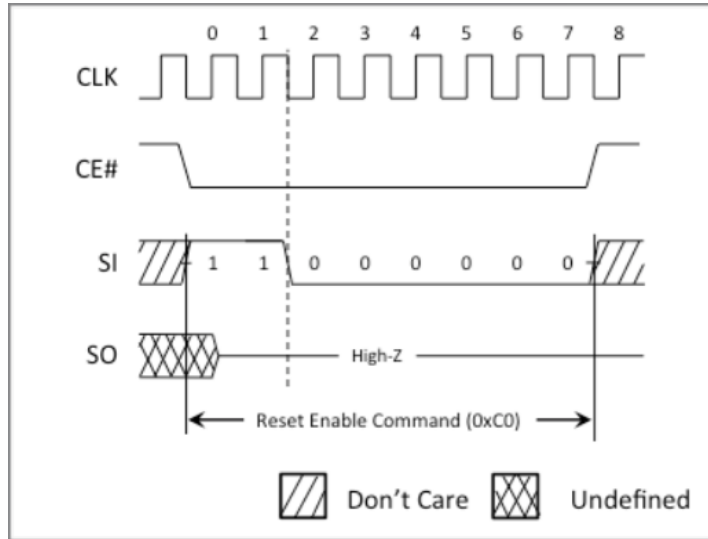 0 1 2 3 4 5 6 7 8
CLK
CE#
SI 1 1 0 0 0 0 0 0
SO High-Z
Reset Enable Command (0xC0)
Don't Care Undefined